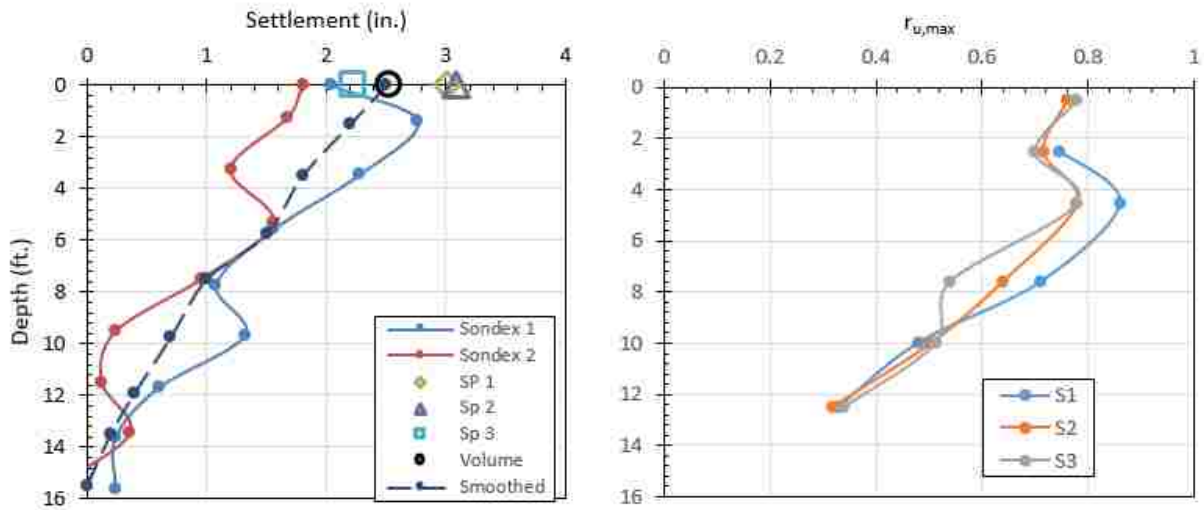 Settlement (in.)
0 1 2 3 4
0
2
4
6
8
10
12
14
16
Depth (ft.)
Sondex 1
Sondex 2
SP 1
Sp 2
Sp 3
Volume
Smoothed
r_u,max
0 0.2 0.4 0.6 0.8 1
0
2
4
6
8
10
12
14
16
S1
S2
S3